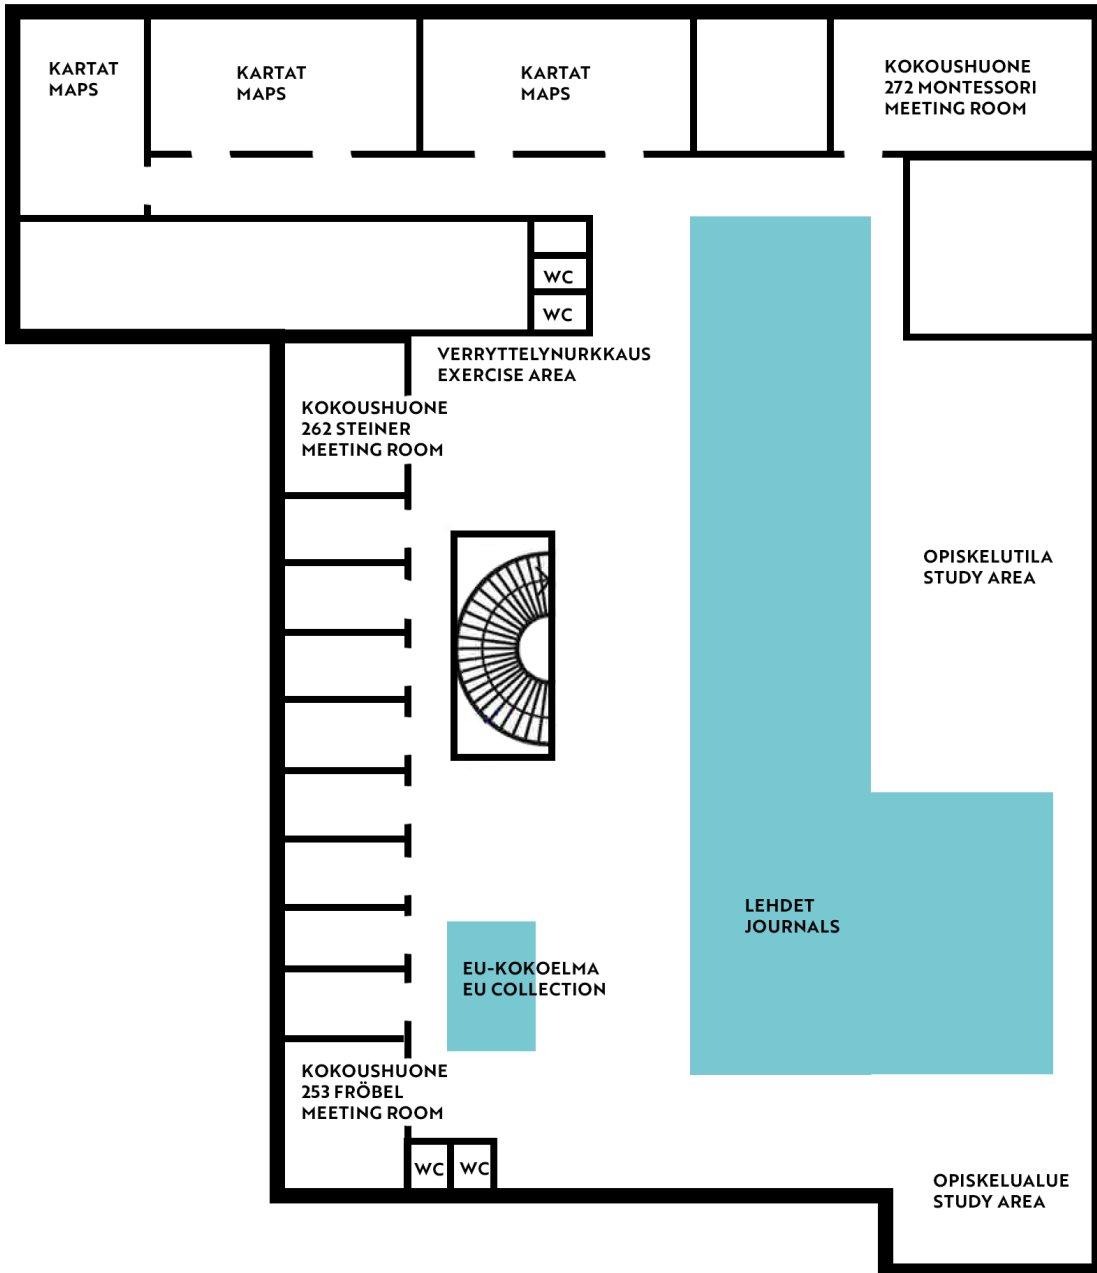 KARTAT
MAPS
KARTAT
MAPS
KARTAT
MAPS
KOKOUSHUONE
272 MONTESSORI
MEETING ROOM
WC
WC
VERRYTTELYNURKKAUS
EXERCISE AREA
KOKOUSHUONE
262 STEINER
MEETING ROOM
OPISKELUTILA
STUDY AREA
LEHDET
JOURNALS
EU-KOKOELMA
EU COLLECTION
KOKOUSHUONE
253 FRÖBEL
MEETING ROOM
WC
WC
OPISKELUALUE
STUDY AREA